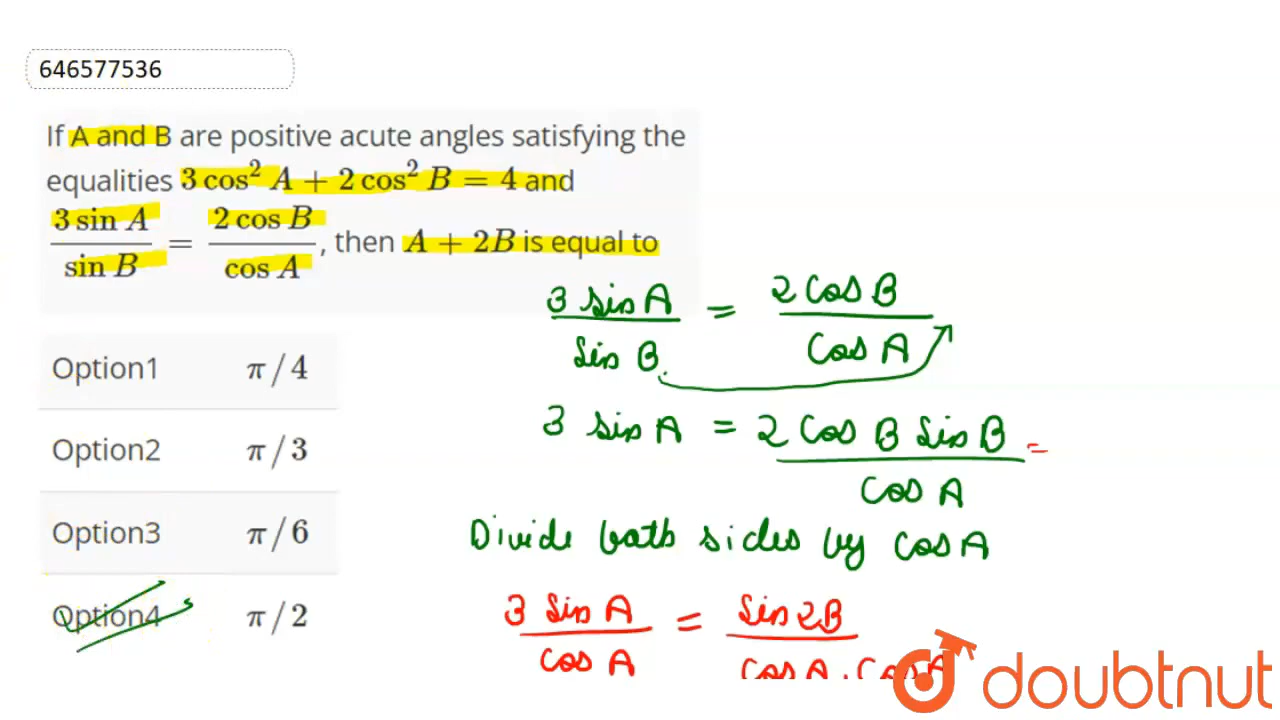 646577536
If A and B are positive acute angles satisfying the
equalities 3 cos² A + 2 cos² B = 4 and
3 sin A / sin B = 2 cos B / cos A, then A + 2B is equal to
3 sin A / sin B = 2 cos B / cos A
Option1 π/4
3 sin A = 2 cos B sin B / cos A =
Option2 π/3
Option3 π/6
Divide both sides by cos A
Option4 π/2
3 sin A / cos A = sin 2B / cos A . cos A
doubtnut